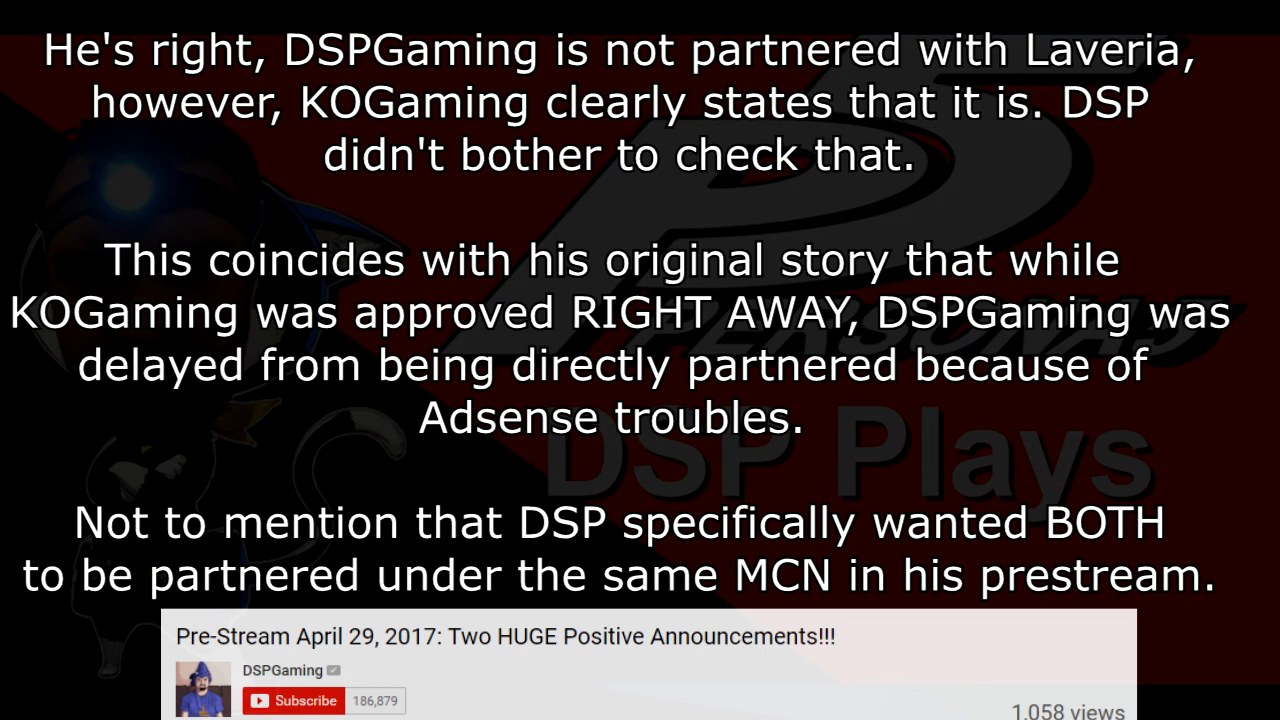 He's right, DSPGaming is not partnered with Laveria,
however, KOGaming clearly states that it is. DSP
didn't bother to check that.
This coincides with his original story that while
KOGaming was approved RIGHT AWAY, DSPGaming was
delayed from being directly partnered because of
Adsense troubles.
DSP Plays
Not to mention that DSP specifically wanted BOTH
to be partnered under the same MCN in his prestream.
Pre-Stream April 29, 2017: Two HUGE Positive Announcements!!!
DSPGaming
Subscribe 186,879
1,058 views